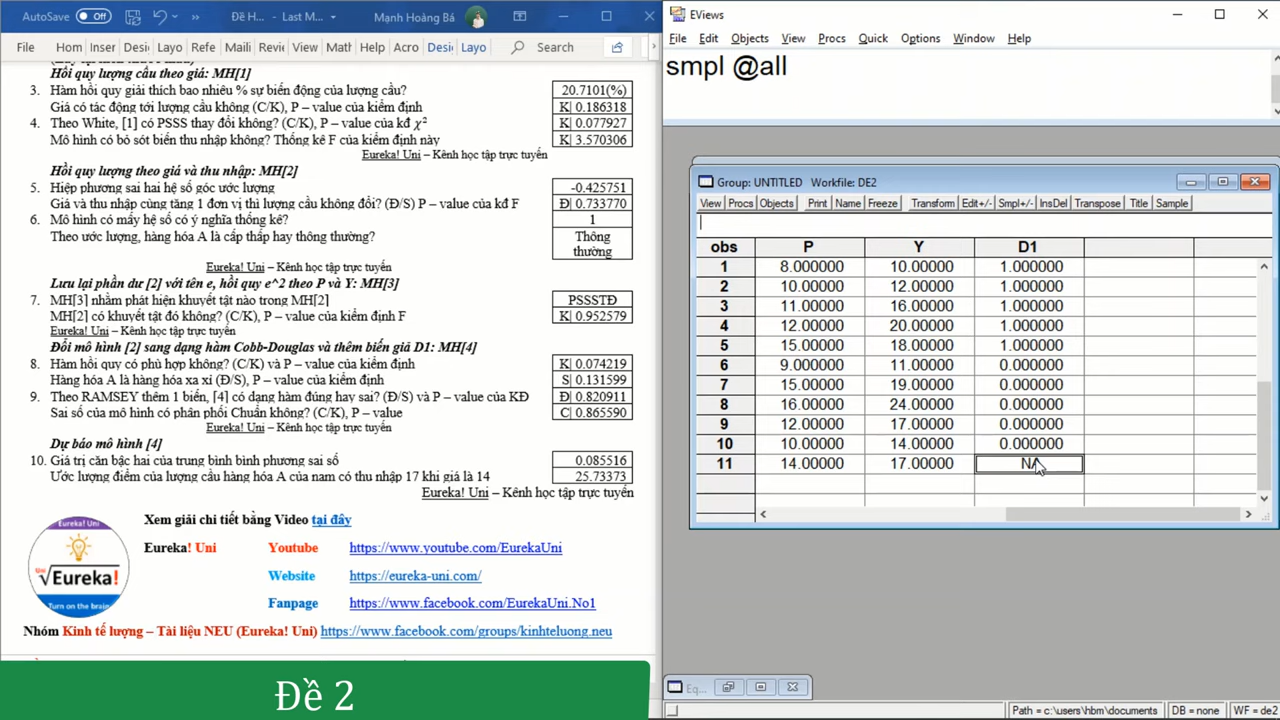 AutoSave Off Đề H... - Last M... Mạnh Hoàng Bá
File Hom Inser Desi Layo Refe Maili Revi View Math Help Acro Desi Layo Search
Hồi quy lượng cầu theo giá: MH[1]
3. Hàm hồi quy giải thích bao nhiêu % sự biến động của lượng cầu? 20.7101(%)
Giá có tác động tới lượng cầu không (C/K), P – value của kiểm định K| 0.186318
4. Theo White, [1] có PSSS thay đổi không? (C/K), P – value của kđ χ² K| 0.077927
Mô hình có bỏ sót biến thu nhập không? Thống kê F của kiểm định này K| 3.570306
Eureka! Uni – Kênh học tập trực tuyến
Hồi quy lượng theo giá và thu nhập: MH[2]
5. Hiệp phương sai hai hệ số góc ước lượng -0.425751
Giá và thu nhập cùng tăng 1 đơn vị thì lượng cầu không đổi? (Đ/S) P – value của kđ F Đ| 0.733770
6. Mô hình có mấy hệ số có ý nghĩa thống kê? 1
Theo ước lượng, hàng hóa A là cấp thấp hay thông thường? Thông thường
Eureka! Uni – Kênh học tập trực tuyến
Lưu lại phần dư [2] với tên e, hồi quy e^2 theo P và Y: MH[3]
7. MH[3] nhằm phát hiện khuyết tật nào trong MH[2] PSSSTĐ
MH[2] có khuyết tật đó không? (C/K), P – value của kiểm định F K| 0.952579
Eureka! Uni – Kênh học tập trực tuyến
Đổi mô hình [2] sang dạng hàm Cobb-Douglas và thêm biến giả D1: MH[4]
8. Hàm hồi quy có phù hợp không? (C/K) và P – value của kiểm định K| 0.074219
Hàng hóa A là hàng hóa xa xỉ (Đ/S), P – value của kiểm định S| 0.131599
9. Theo RAMSEY thêm 1 biến, [4] có dạng hàm đúng hay sai? (Đ/S) và P – value của KĐ Đ| 0.820911
Sai số của mô hình có phân phối Chuẩn không? (C/K), P – value C| 0.865590
Eureka! Uni – Kênh học tập trực tuyến
Dự báo mô hình [4]
10. Giá trị căn bậc hai của trung bình bình phương sai số 0.085516
Ước lượng điểm của lượng cầu hàng hóa A của nam có thu nhập 17 khi giá là 14 25.73373
Eureka! Uni – Kênh học tập trực tuyến
Xem giải chi tiết bằng Video tại đây
Eureka! Uni Youtube https://www.youtube.com/EurekaUni
Website https://eureka-uni.com/
Fanpage https://www.facebook.com/EurekaUni.No1
Eureka! Uni
√Eureka!
Turn on the brain
Nhóm Kinh tế lượng – Tài liệu NEU (Eureka! Uni) https://www.facebook.com/groups/kinhteluong.neu
Đề 2
EViews
File Edit Objects View Procs Quick Options Window Help
smpl @all
Group: UNTITLED Workfile: DE2
View Procs Objects Print Name Freeze Transform Edit+/- Smpl+/- InsDel Transpose Title Sample
obs P Y D1
1 8.000000 10.00000 1.000000
2 10.00000 12.00000 1.000000
3 11.00000 16.00000 1.000000
4 12.00000 20.00000 1.000000
5 15.00000 18.00000 1.000000
6 9.000000 11.00000 0.000000
7 15.00000 19.00000 0.000000
8 16.00000 24.00000 0.000000
9 12.00000 17.00000 0.000000
10 10.00000 14.00000 0.000000
11 14.00000 17.00000 NA
Eq...
Path = c:\users\hbm\documents DB = none WF = de2